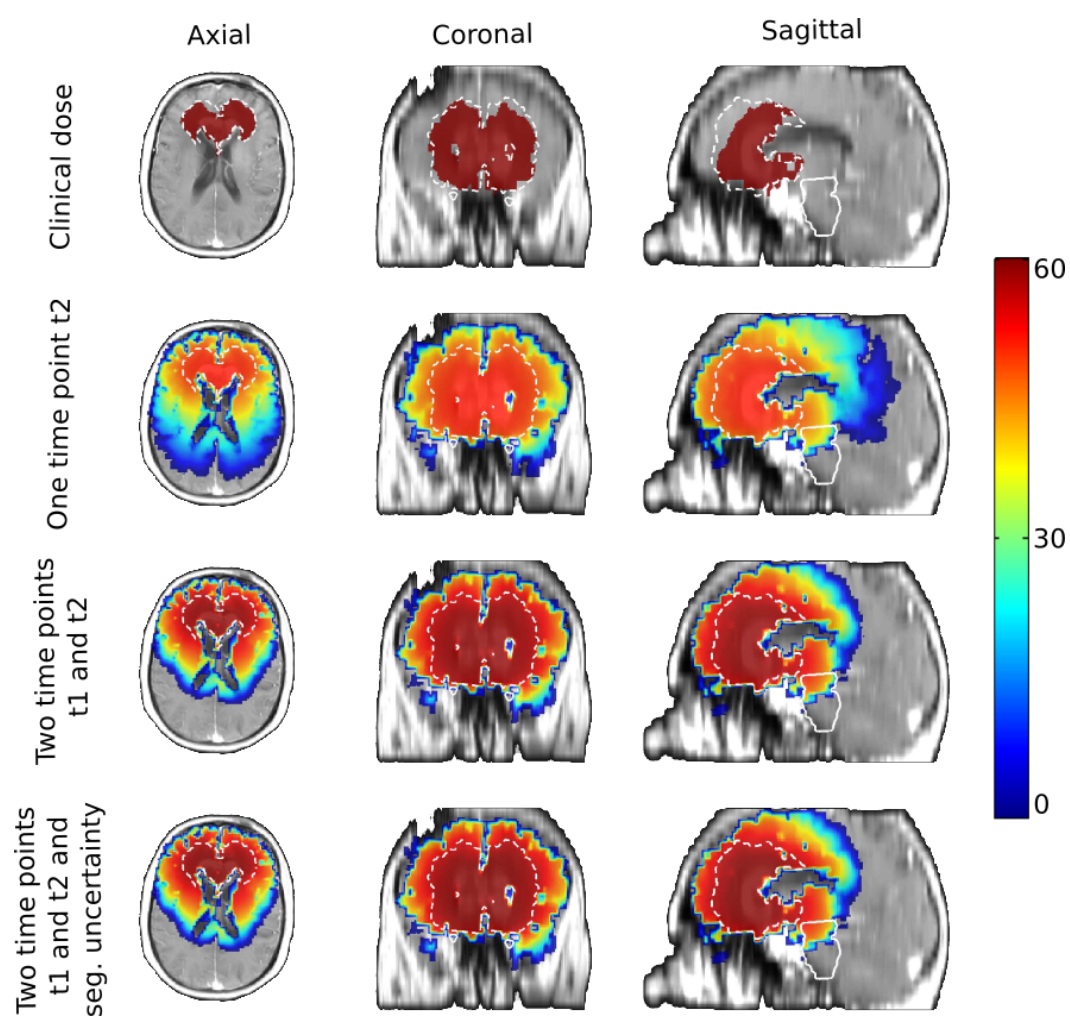 Axial
Coronal
Sagittal
Clinical dose
One time point t2
Two time points
t1 and t2
Two time points
t1 and t2 and
seg. uncertainty
60
30
0